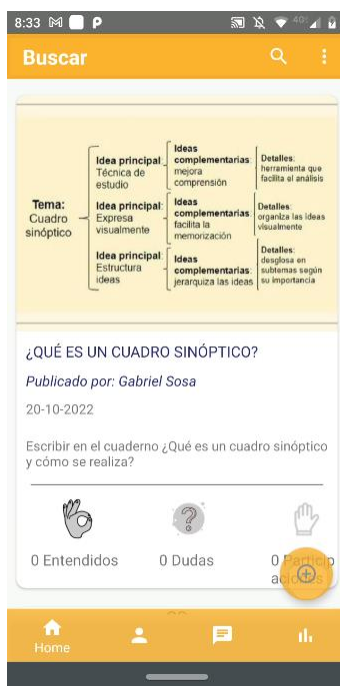 8:33
Buscar
Tema:
Cuadro
sinóptico
Idea principal:
Técnica de
estudio
Ideas
complementarias:
mejora
comprensión
Detalles:
herramienta que
facilita el análisis
Idea principal:
Expresa
visualmente
Ideas
complementarias:
facilita la
memorización
Detalles:
organiza las ideas
visualmente
Idea principal:
Estructura
ideas
Ideas
complementarias:
jerarquiza las ideas
Detalles:
desglosa en
subtemas según
su importancia
¿QUÉ ES UN CUADRO SINÓPTICO?
Publicado por: Gabriel Sosa
20-10-2022
Escribir en el cuaderno ¿Qué es un cuadro sinóptico
y cómo se realiza?
0 Entendidos
0 Dudas
0 Particip
aciones
Home